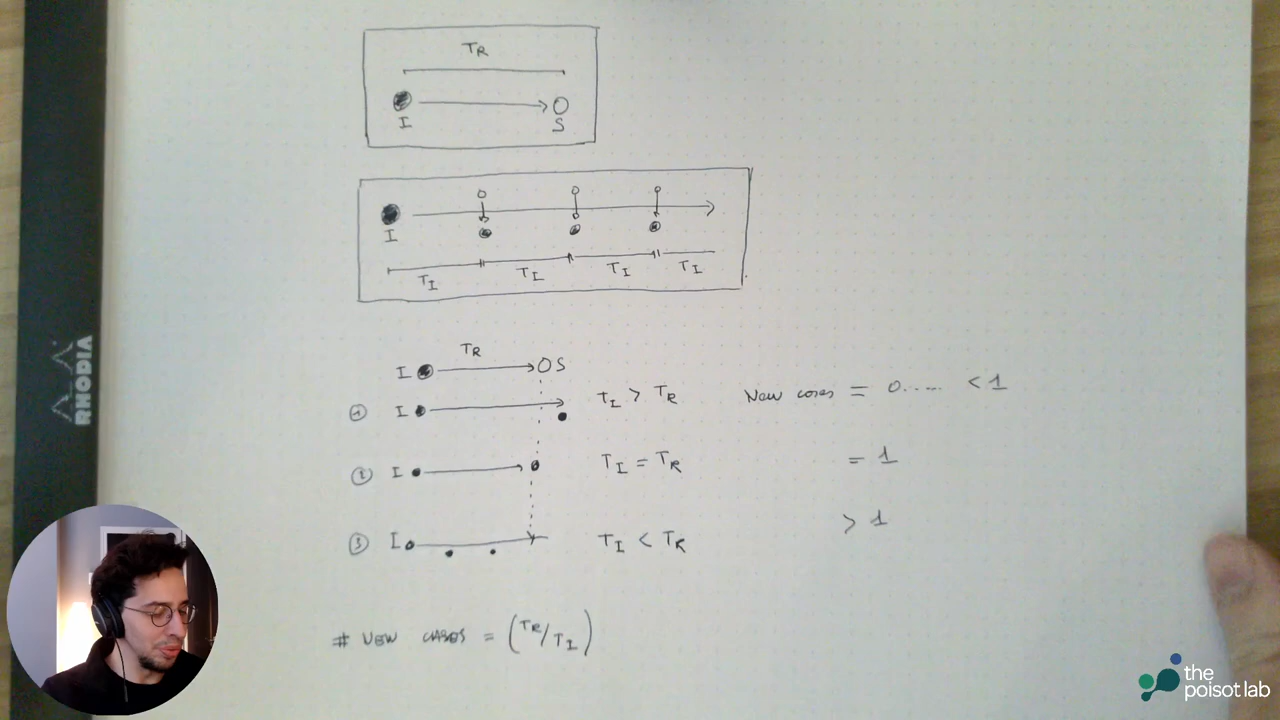 TR
I
S
I
TI TI TI TI
RHODIA
TR
I OS
① I TI > TR New cases = 0..... < 1
② I TI = TR = 1
③ I TI < TR > 1
# NEW CASES = (TR/TI)
the
poisot lab